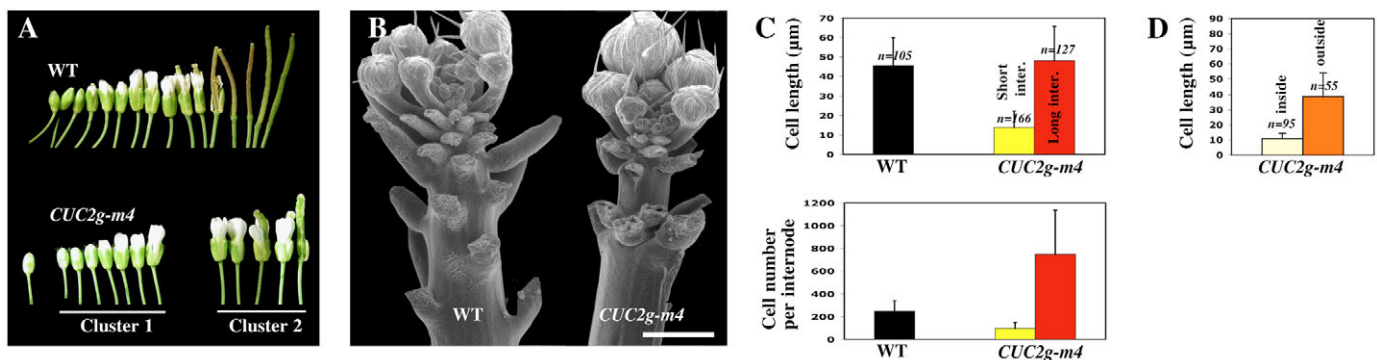 A
WT
CUC2g-m4
Cluster 1
Cluster 2
B
WT
CUC2g-m4
C
Cell length (µm)
70
60
50
40
30
20
10
0
n=105
n=166
n=127
Short
inter.
Long inter.
WT
CUC2g-m4
Cell number
per internode
1200
1000
800
600
400
200
0
WT
CUC2g-m4
D
Cell length (µm)
90
80
70
60
50
40
30
20
10
0
n=95
inside
n=55
outside
CUC2g-m4